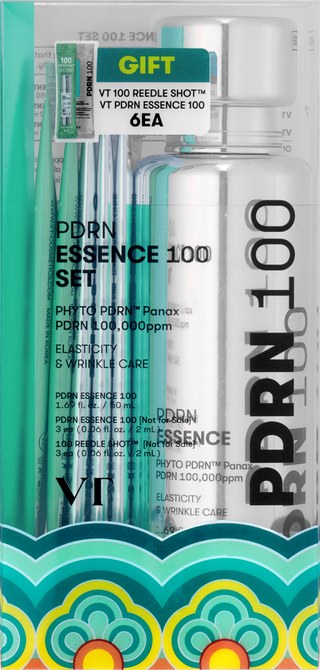 GIFT
VT 100 REEDLE SHOT™
VT PDRN ESSENCE 100
6EA
100
PDRN 100
PDRN
ESSENCE 100
SET
PHYTO PDRN™ Panax
PDRN 100,000ppm
ELASTICITY
& WRINKLE CARE
PDRN ESSENCE 100
1.69 fl. oz. / 50 mL
PDRN ESSENCE 100 [Not for Sale]
3 ea ( 0.06 fl. oz. / 2 mL )
100 REEDLE SHOT™ [Not for Sale]
3 ea ( 0.06 fl. oz. / 2 mL )
VT
PDRN 100
PDRN
ESSENCE
PHYTO PDRN™ Panax
PDRN 100,000ppm
ELASTICITY
& WRINKLE CARE